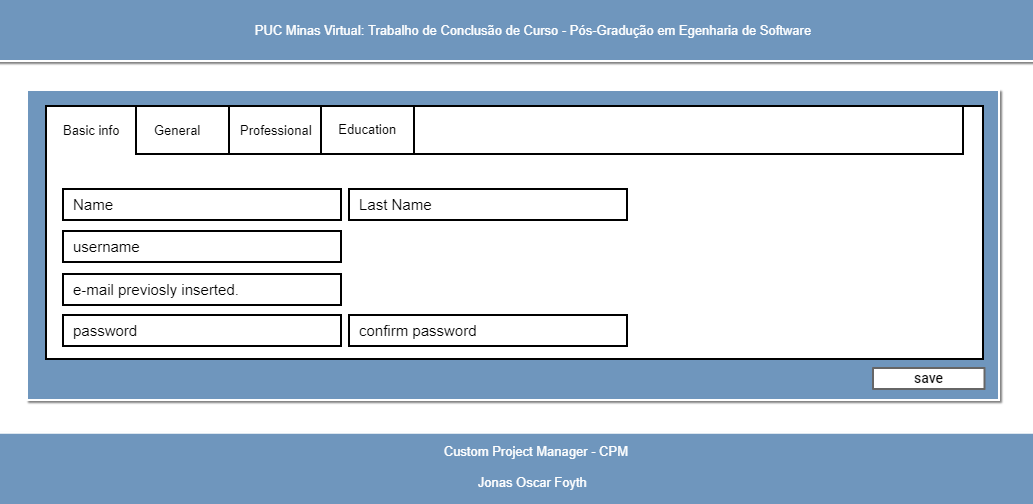 PUC Minas Virtual: Trabalho de Conclusão de Curso - Pós-Gradução em Egenharia de Software
Basic info General Professional Education
Name Last Name
username
e-mail previosly inserted.
password confirm password
save
Custom Project Manager - CPM
Jonas Oscar Foyth